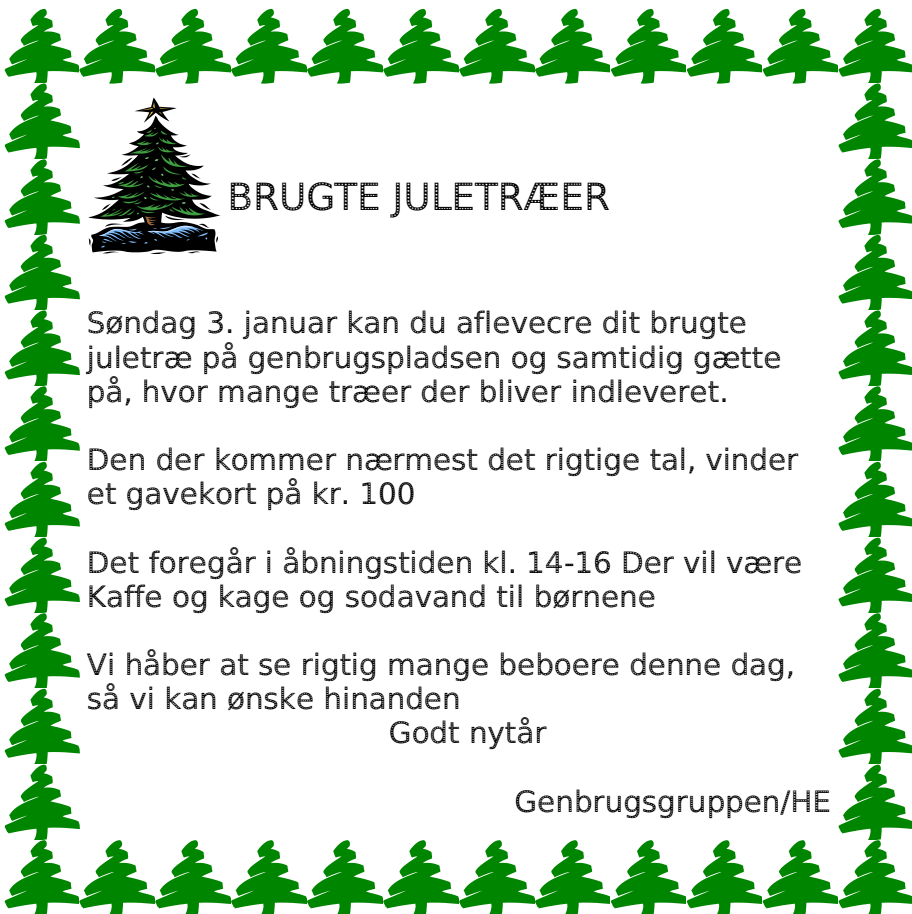 BRUGTE JULETRÆER
Søndag 3. januar kan du aflevecre dit brugte
juletræ på genbrugspladsen og samtidig gætte
på, hvor mange træer der bliver indleveret.
Den der kommer nærmest det rigtige tal, vinder
et gavekort på kr. 100
Det foregår i åbningstiden kl. 14-16 Der vil være
Kaffe og kage og sodavand til børnene
Vi håber at se rigtig mange beboere denne dag,
så vi kan ønske hinanden
Godt nytår
Genbrugsgruppen/HE